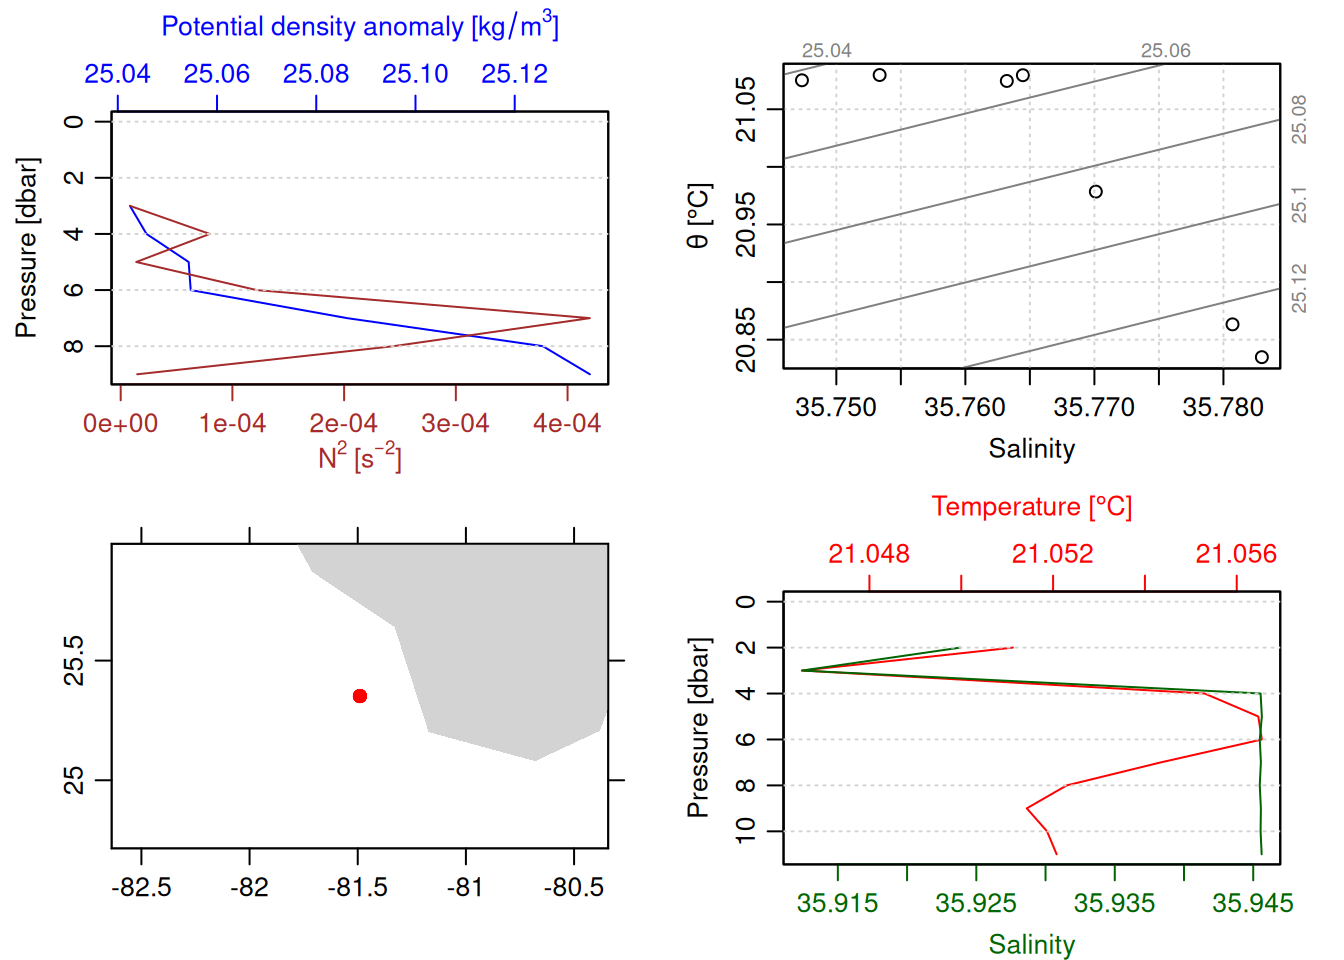 Potential density anomaly [kg/m³]
25.04 25.06 25.08 25.10 25.12
Pressure [dbar]
0
2
4
6
8
0e+00 1e-04 2e-04 3e-04 4e-04
N² [s⁻²]
25.04 25.06
25.08
25.1
25.12
θ [°C]
21.05
20.95
20.85
35.750 35.760 35.770 35.780
Salinity
25.5
25
-82.5 -82 -81.5 -81 -80.5
Temperature [°C]
21.048 21.052 21.056
Pressure [dbar]
0
2
4
6
8
10
35.915 35.925 35.935 35.945
Salinity